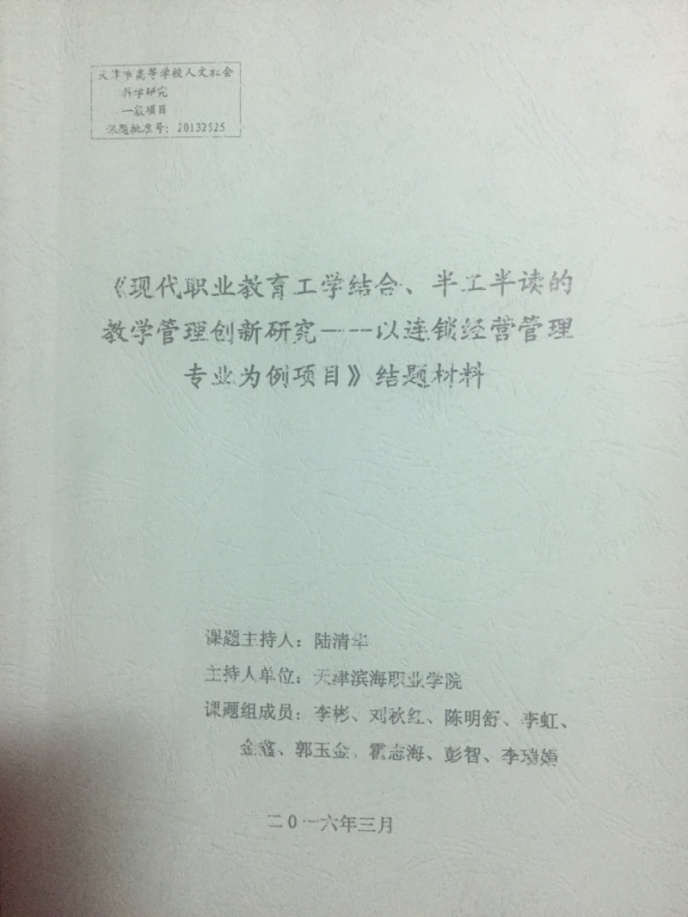 天津市高等学校人文社会
科学研究
一般项目
课题批准号：20132525
《现代职业教育工学结合、半工半读的
教学管理创新研究——--以连锁经营管理
专业为例项目》结题材料
课题主持人：陆清华
主持人单位：天津滨海职业学院
课题组成员：李彬、刘秋红、陈明舒、李虹、
金鑫、郭玉金、霍志海、彭智、李瑞嬗
二0一六年三月